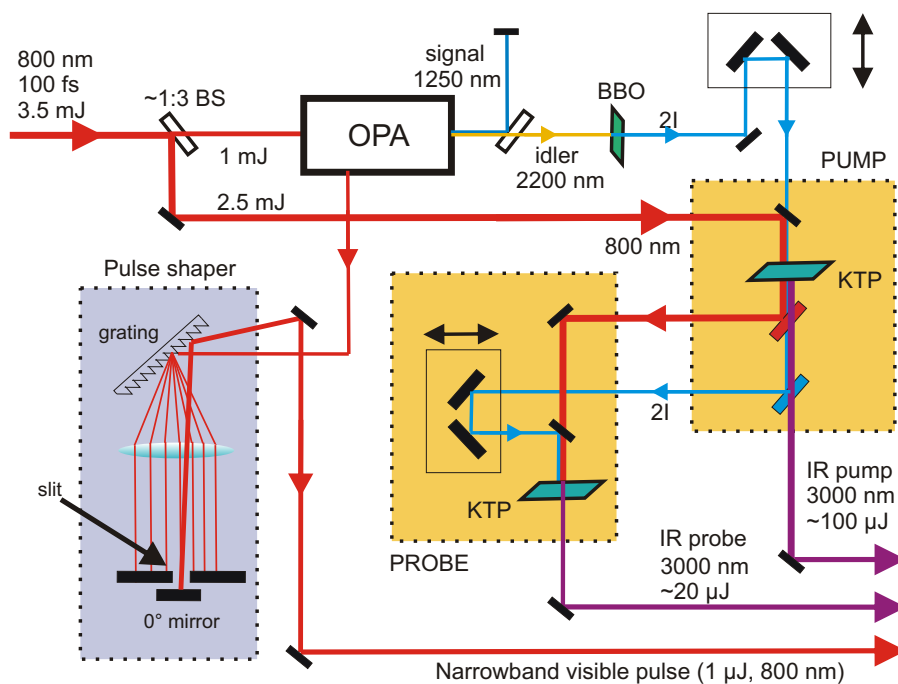 800 nm
100 fs
3.5 mJ
~1:3 BS
1 mJ
2.5 mJ
OPA
signal
1250 nm
idler
2200 nm
BBO
2I
PUMP
800 nm
KTP
Pulse shaper
grating
slit
0° mirror
2I
KTP
PROBE
IR pump
3000 nm
~100 µJ
IR probe
3000 nm
~20 µJ
Narrowband visible pulse (1 µJ, 800 nm)